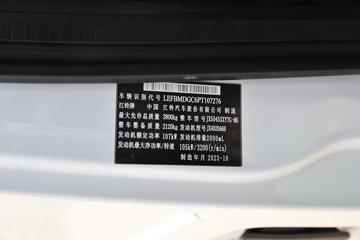 车辆识别代号 LEFBMDGC6PT107276
江铃牌 中国 江铃汽车股份有限公司 制造
最大允许总质量 3800kg 整车型号 JX5045XXYTG-M6
整车整备质量 2120kg 发动机型号 JX4D20A6H
发动机额定功率 107kW 发动机排量 2000mL
发动机最大净功率/转速 105kW/3200(r/min)
制造年月 2023-10